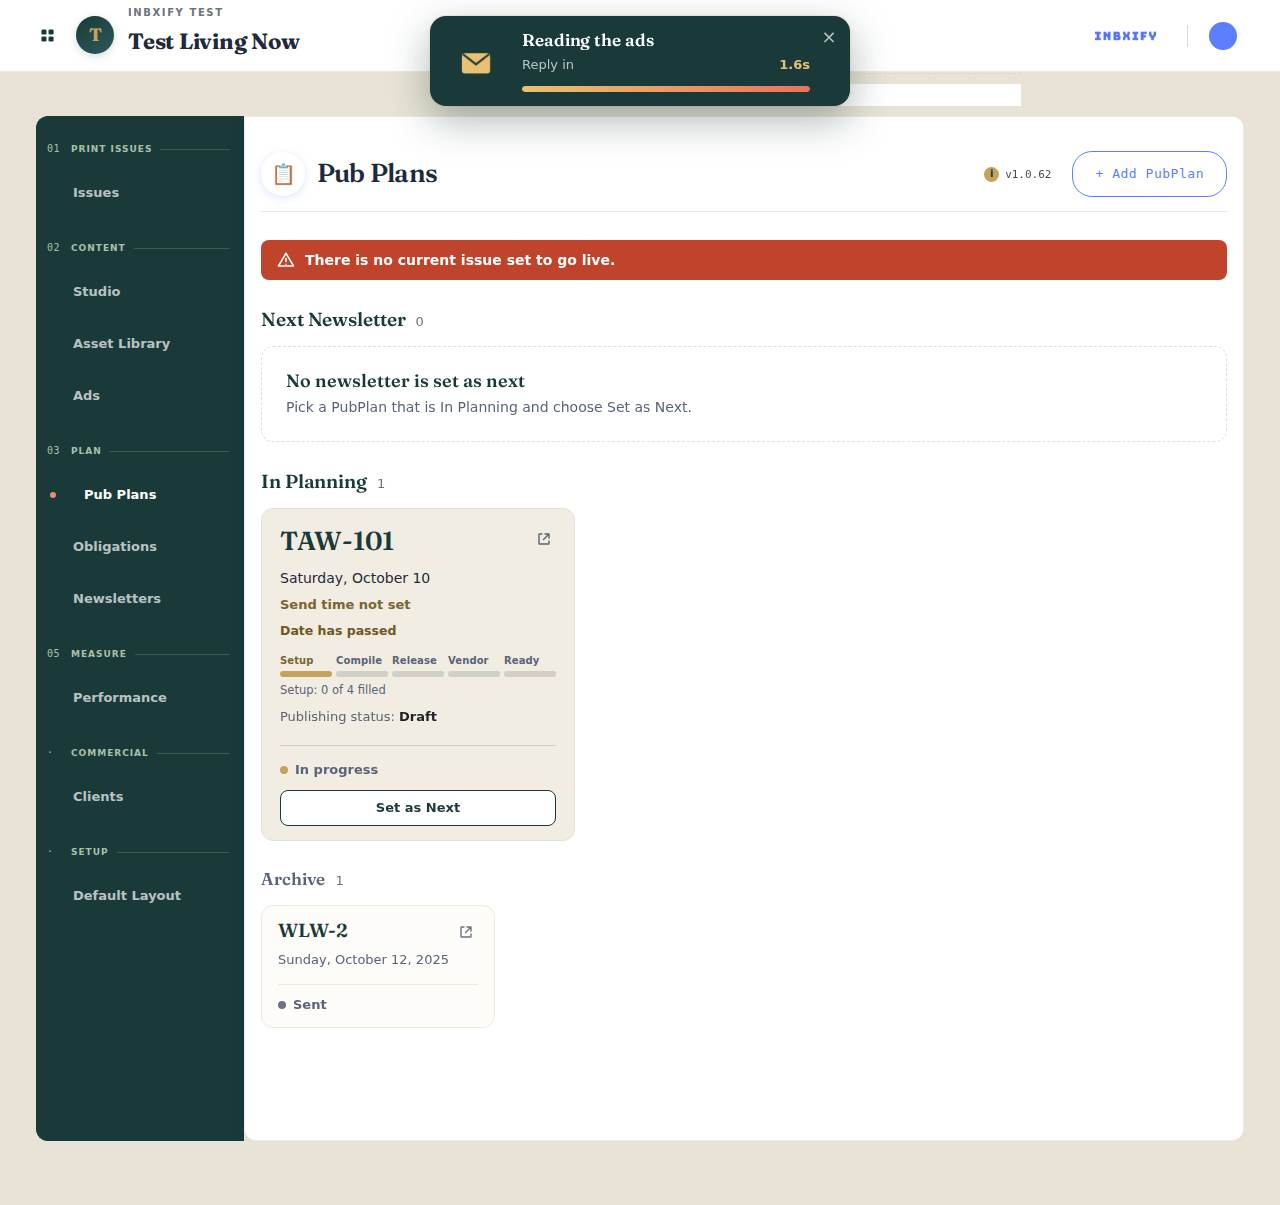 INBXIFY TEST
T
Test Living Now
Reading the ads
Reply in
1.6s
INBXIFY
01 PRINT ISSUES
Issues
02 CONTENT
Studio
Asset Library
Ads
03 PLAN
Pub Plans
Obligations
Newsletters
05 MEASURE
Performance
· COMMERCIAL
Clients
· SETUP
Default Layout
Pub Plans
i v1.0.62
+ Add PubPlan
There is no current issue set to go live.
Next Newsletter 0
No newsletter is set as next
Pick a PubPlan that is In Planning and choose Set as Next.
In Planning 1
TAW-101
Saturday, October 10
Send time not set
Date has passed
Setup Compile Release Vendor Ready
Setup: 0 of 4 filled
Publishing status: Draft
In progress
Set as Next
Archive 1
WLW-2
Sunday, October 12, 2025
Sent